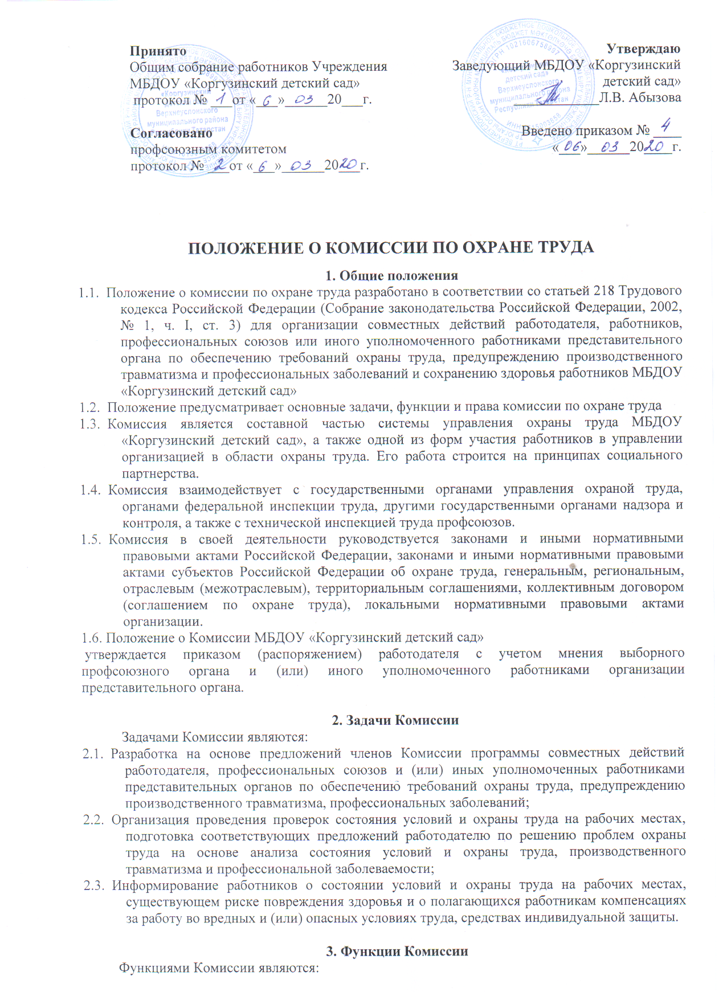 Принято
Общим собрание работников Учреждения
МБДОУ «Коргузинский детский сад»
протокол № 1 от « 6 » 03 20___г.
Согласовано
профсоюзным комитетом
протокол № 2 от « 6 » 03 2020 г.
Утверждаю
Заведующий МБДОУ «Коргузинский
детский сад»
____________Л.В. Абызова
Введено приказом № 4
« 06 » 03 2020 г.
ПОЛОЖЕНИЕ О КОМИССИИ ПО ОХРАНЕ ТРУДА
1. Общие положения
1.1. Положение о комиссии по охране труда разработано в соответствии со статьей 218 Трудового
кодекса Российской Федерации (Собрание законодательства Российской Федерации, 2002,
№ 1, ч. I, ст. 3) для организации совместных действий работодателя, работников,
профессиональных союзов или иного уполномоченного работниками представительного
органа по обеспечению требований охраны труда, предупреждению производственного
травматизма и профессиональных заболеваний и сохранению здоровья работников МБДОУ
«Коргузинский детский сад»
1.2. Положение предусматривает основные задачи, функции и права комиссии по охране труда
1.3. Комиссия является составной частью системы управления охраны труда МБДОУ
«Коргузинский детский сад», а также одной из форм участия работников в управлении
организацией в области охраны труда. Его работа строится на принципах социального
партнерства.
1.4. Комиссия взаимодействует с государственными органами управления охраной труда,
органами федеральной инспекции труда, другими государственными органами надзора и
контроля, а также с технической инспекцией труда профсоюзов.
1.5. Комиссия в своей деятельности руководствуется законами и иными нормативными
правовыми актами Российской Федерации, законами и иными нормативными правовыми
актами субъектов Российской Федерации об охране труда, генеральным, региональным,
отраслевым (межотраслевым), территориальным соглашениями, коллективным договором
(соглашением по охране труда), локальными нормативными правовыми актами
организации.
1.6. Положение о Комиссии МБДОУ «Коргузинский детский сад»
утверждается приказом (распоряжением) работодателя с учетом мнения выборного
профсоюзного органа и (или) иного уполномоченного работниками организации
представительного органа.
2. Задачи Комиссии
Задачами Комиссии являются:
2.1. Разработка на основе предложений членов Комиссии программы совместных действий
работодателя, профессиональных союзов и (или) иных уполномоченных работниками
представительных органов по обеспечению требований охраны труда, предупреждению
производственного травматизма, профессиональных заболеваний;
2.2. Организация проведения проверок состояния условий и охраны труда на рабочих местах,
подготовка соответствующих предложений работодателю по решению проблем охраны
труда на основе анализа состояния условий и охраны труда, производственного
травматизма и профессиональной заболеваемости;
2.3. Информирование работников о состоянии условий и охраны труда на рабочих местах,
существующем риске повреждения здоровья и о полагающихся работникам компенсациях
за работу во вредных и (или) опасных условиях труда, средствах индивидуальной защиты.
3. Функции Комиссии
Функциями Комиссии являются: